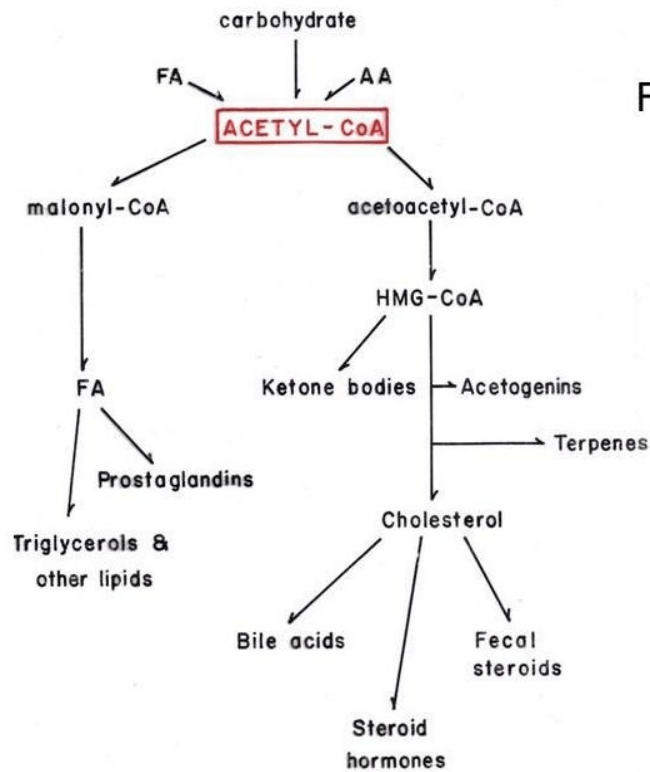 carbohydrate
FA
AA
F
ACETYL-CoA
malonyl-CoA
acetoacetyl-CoA
HMG-CoA
FA
Ketone bodies
Acetogenins
Terpenes
Prostaglandins
Cholesterol
Triglycerols &
other lipids
Bile acids
Fecal
steroids
Steroid
hormones